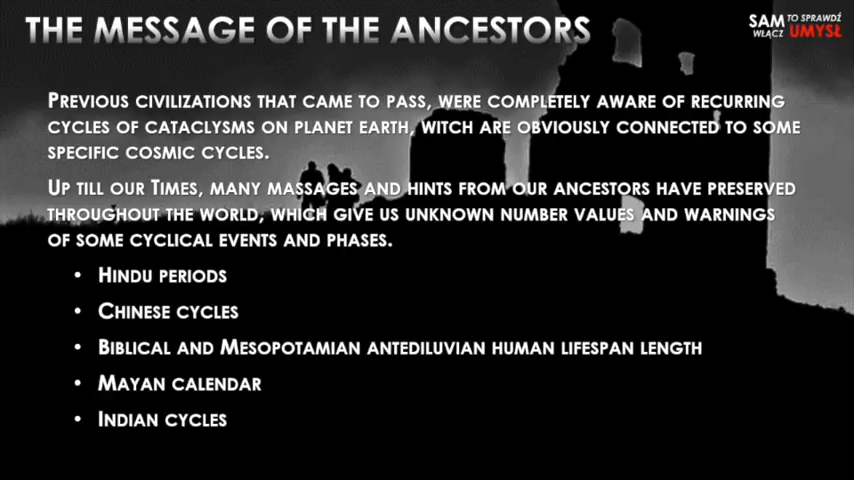 THE MESSAGE OF THE ANCESTORS
SAM TO SPRAWDŹ
WŁĄCZ UMYSŁ
PREVIOUS CIVILIZATIONS THAT CAME TO PASS, WERE COMPLETELY AWARE OF RECURRING
CYCLES OF CATACLYSMS ON PLANET EARTH, WITCH ARE OBVIOUSLY CONNECTED TO SOME
SPECIFIC COSMIC CYCLES.
UP TILL OUR TIMES, MANY MASSAGES AND HINTS FROM OUR ANCESTORS HAVE PRESERVED
THROUGHOUT THE WORLD, WHICH GIVE US UNKNOWN NUMBER VALUES AND WARNINGS
OF SOME CYCLICAL EVENTS AND PHASES.
• HINDU PERIODS
• CHINESE CYCLES
• BIBLICAL AND MESOPOTAMIAN ANTEDILUVIAN HUMAN LIFESPAN LENGTH
• MAYAN CALENDAR
• INDIAN CYCLES